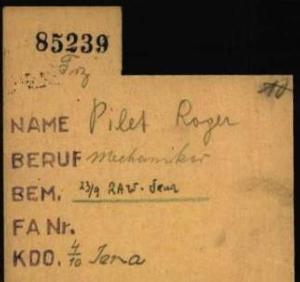 85239
Frz
NAME Pilet Roger
BERUF Mechaniker
BEM. 23/9 RAW. Jena
FA Nr.
KDO. 4/10 Jena